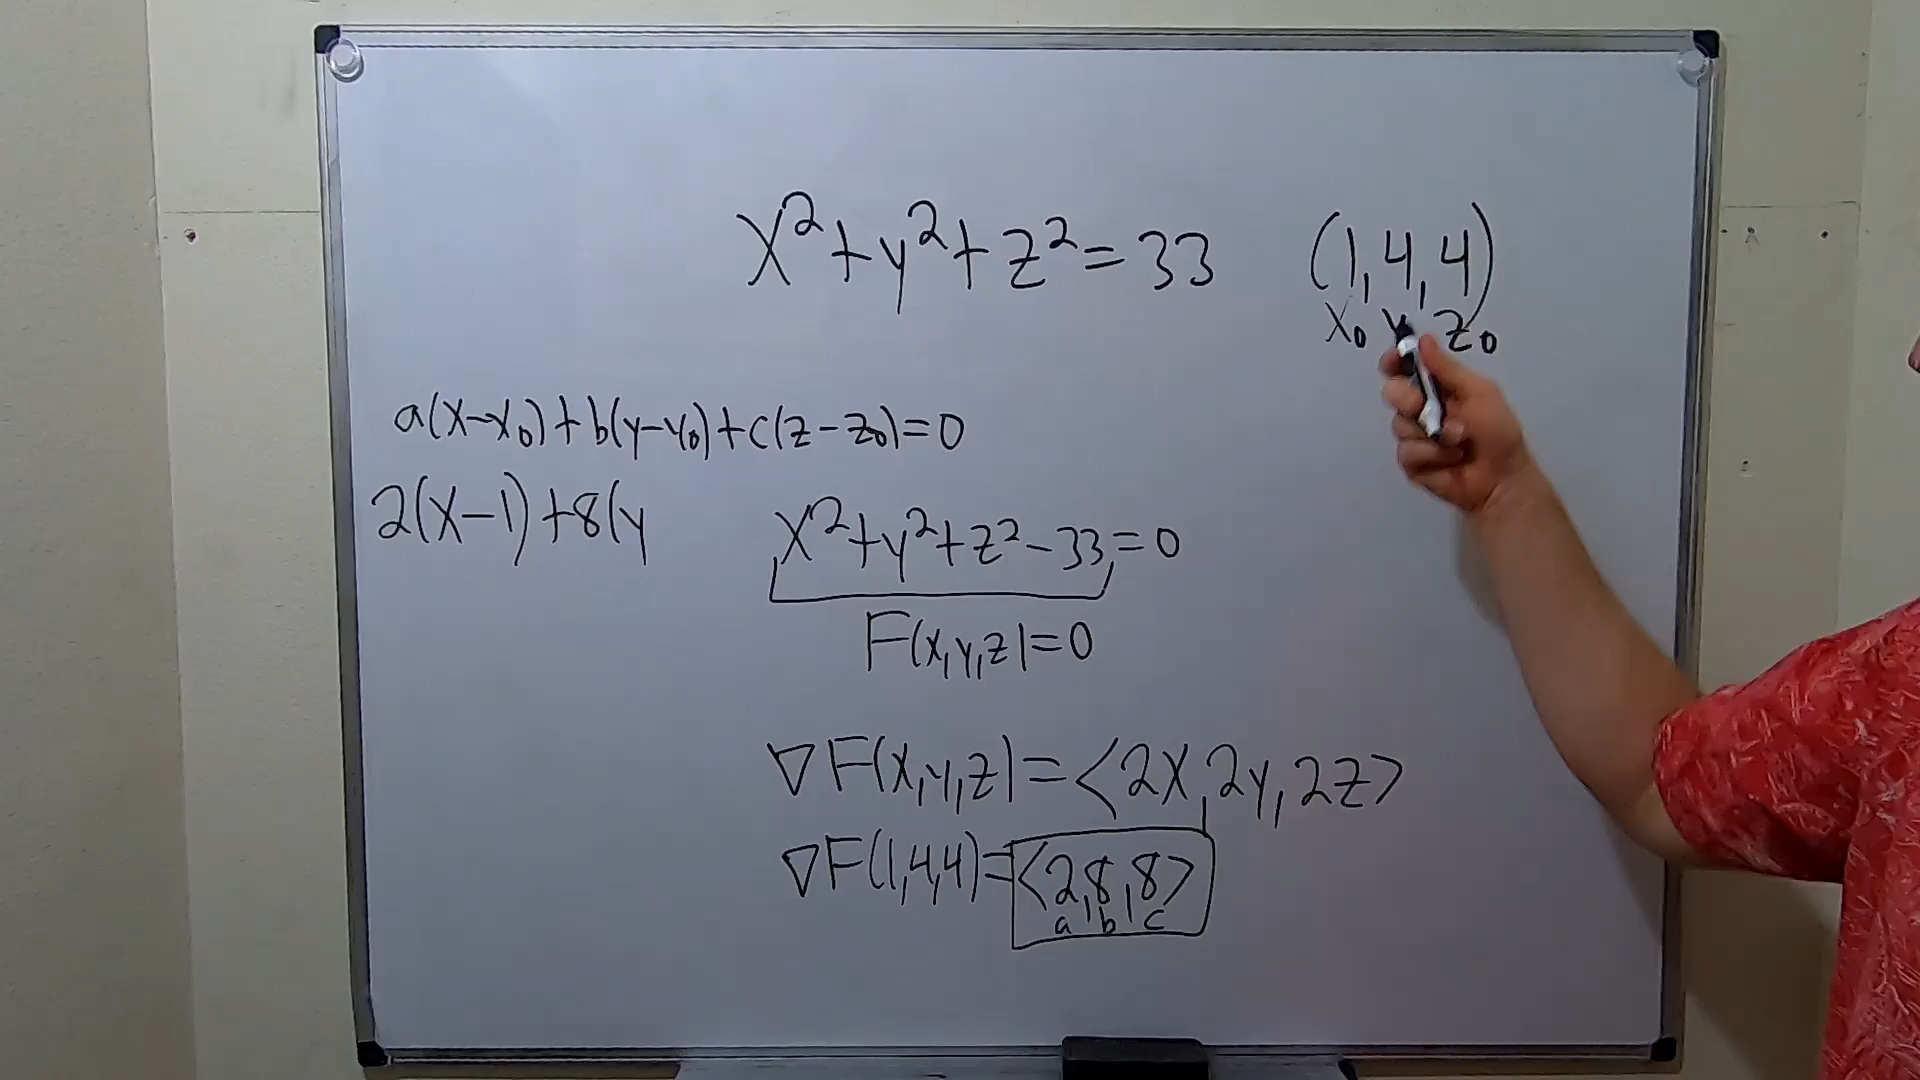 x²+y²+z²=33 (1,4,4)
x₀ y z₀
a(x-x₀)+b(y-y₀)+c(z-z₀)=0
2(x-1)+8(y
x²+y²+z²-33=0
F(x,y,z)=0
∇F(x,y,z)=<2x,2y,2z>
∇F(1,4,4)=<2,8,8>
a b c